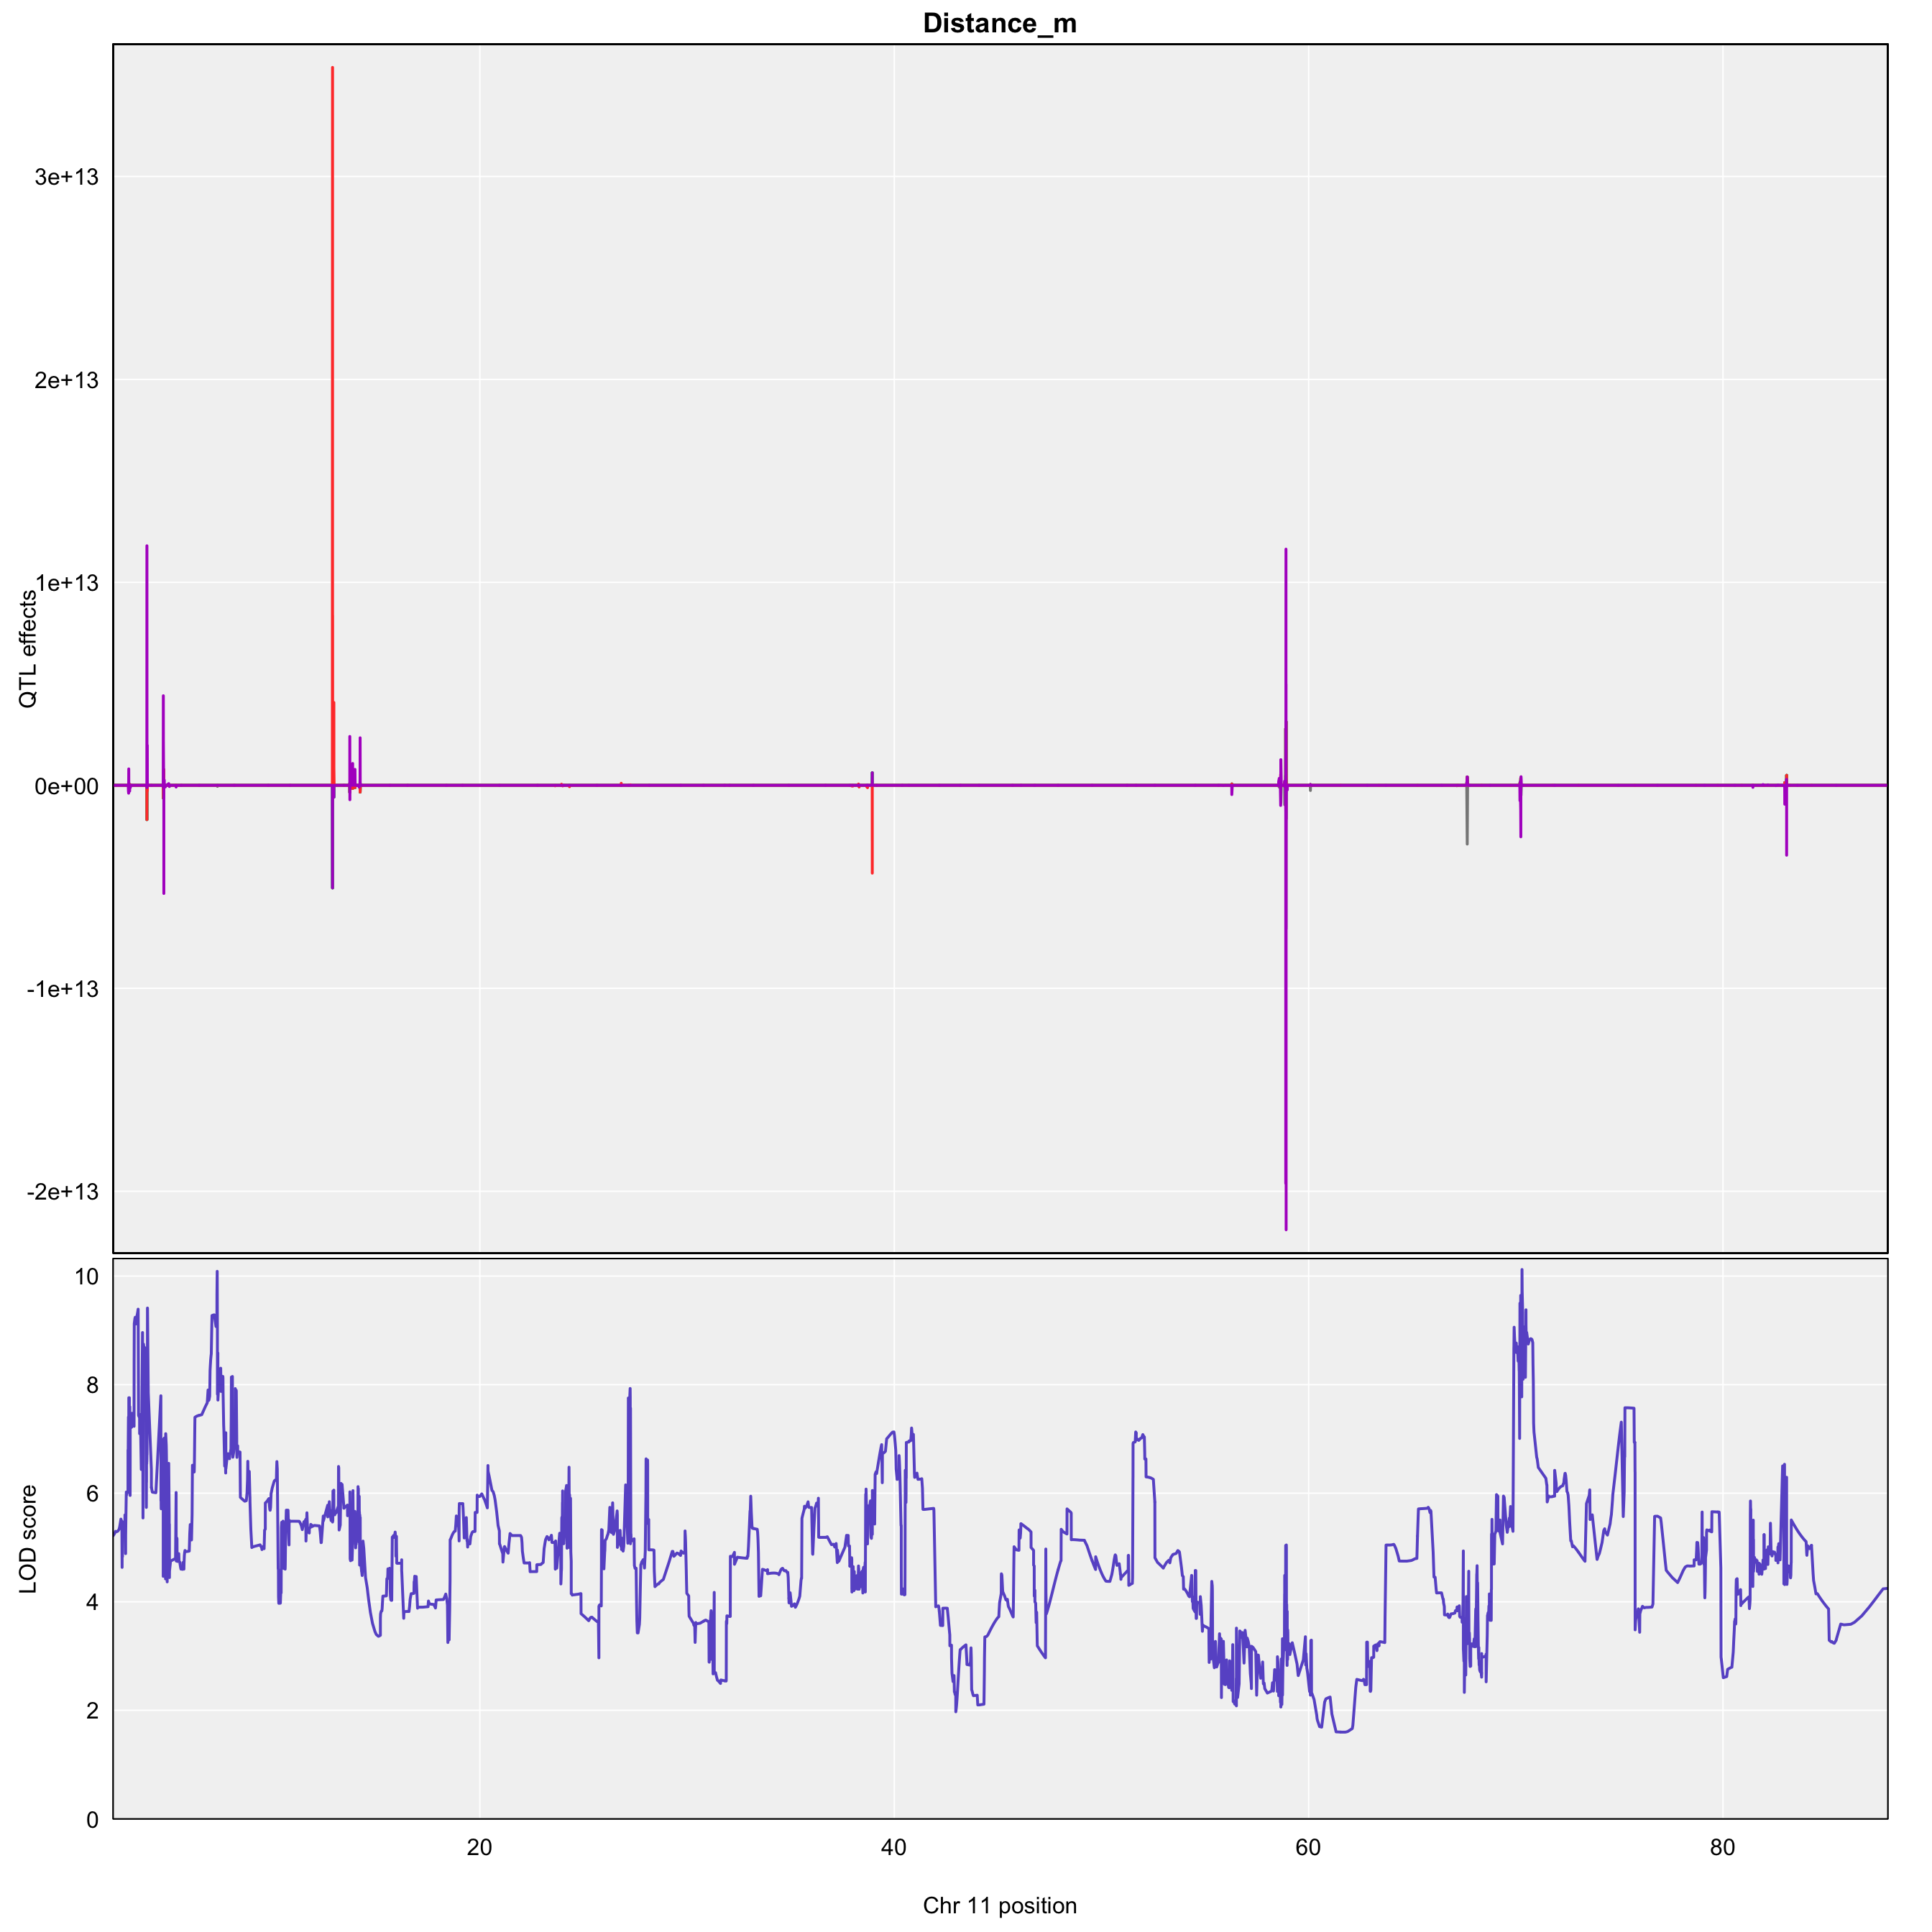 Distance_m
3e+13
2e+13
1e+13
0e+00
-1e+13
-2e+13
QTL effects
10
8
6
4
2
0
LOD score
20 40 60 80
Chr 11 position